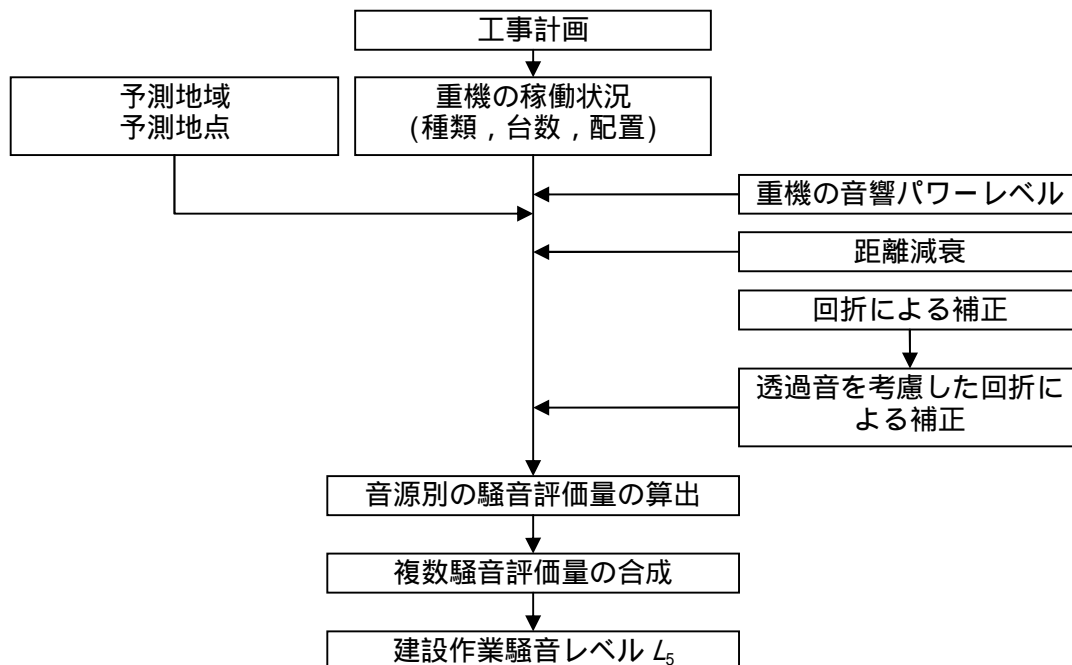 工事計画
予測地域
予測地点
重機の稼働状況
(種類，台数，配置)
重機の音響パワーレベル
距離減衰
回折による補正
透過音を考慮した回折に
よる補正
音源別の騒音評価量の算出
複数騒音評価量の合成
建設作業騒音レベル L5